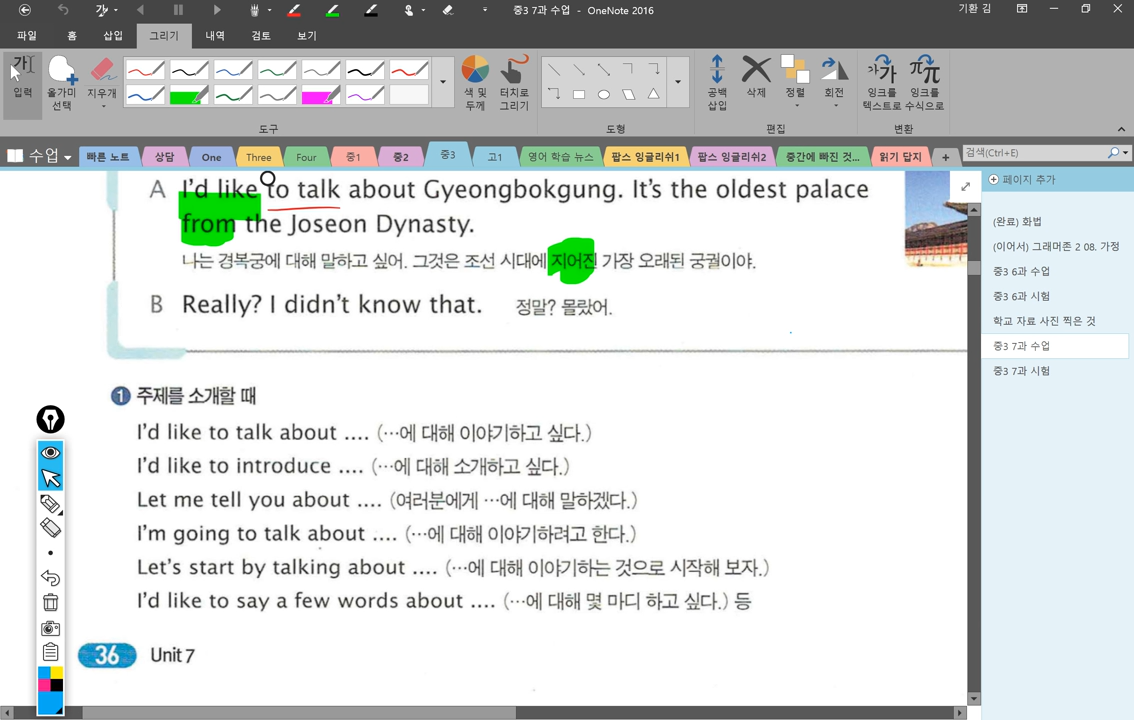 중3 7과 수업 - OneNote 2016
기환 김
파일 홈 삽입 그리기 내역 검토 보기
입력
올가미 선택
지우개
색 및 두께
터치로 그리기
공백 삽입
삭제
정렬
회전
잉크를 텍스트로
잉크를 수식으로
도구 도형 편집 변환
수업 빠른 노트 상담 One Three Four 중1 중2 중3 고1 영어 학습 뉴스 팝스 잉글리쉬1 팝스 잉글리쉬2 중간에 빠진 것... 읽기 답지 + 검색(Ctrl+E)
페이지 추가
(완료) 화법
(이어서) 그래머존 2 08. 가정
중3 6과 수업
중3 6과 시험
학교 자료 사진 찍은 것
중3 7과 수업
중3 7과 시험
A I'd like to talk about Gyeongbokgung. It's the oldest palace
from the Joseon Dynasty.
나는 경복궁에 대해 말하고 싶어. 그것은 조선 시대에 지어진 가장 오래된 궁궐이야.
B Really? I didn't know that. 정말? 몰랐어.
1 주제를 소개할 때
I'd like to talk about .... (…에 대해 이야기하고 싶다.)
I'd like to introduce .... (…에 대해 소개하고 싶다.)
Let me tell you about .... (여러분에게 …에 대해 말하겠다.)
I'm going to talk about .... (…에 대해 이야기하려고 한다.)
Let's start by talking about .... (…에 대해 이야기하는 것으로 시작해 보자.)
I'd like to say a few words about .... (…에 대해 몇 마디 하고 싶다.) 등
36 Unit 7